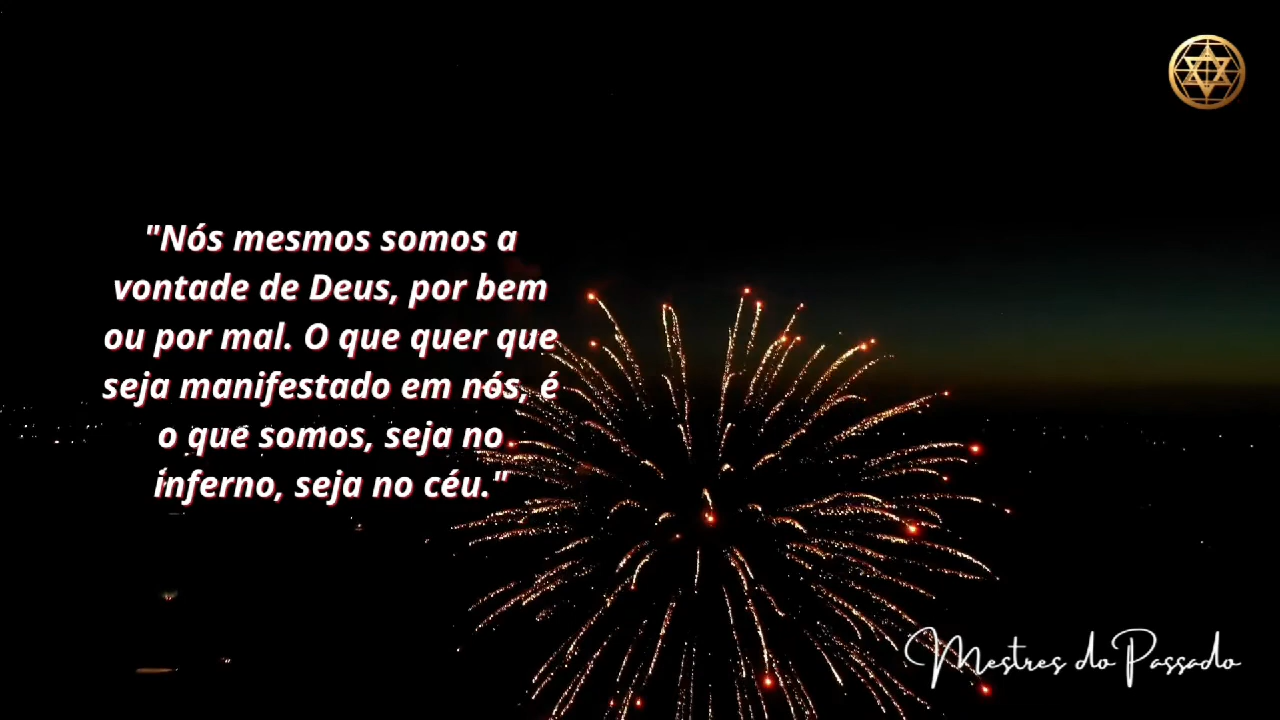 "Nós mesmos somos a
vontade de Deus, por bem
ou por mal. O que quer que
seja manifestado em nós, é
o que somos, seja no
inferno, seja no céu."
Mestres do Passado